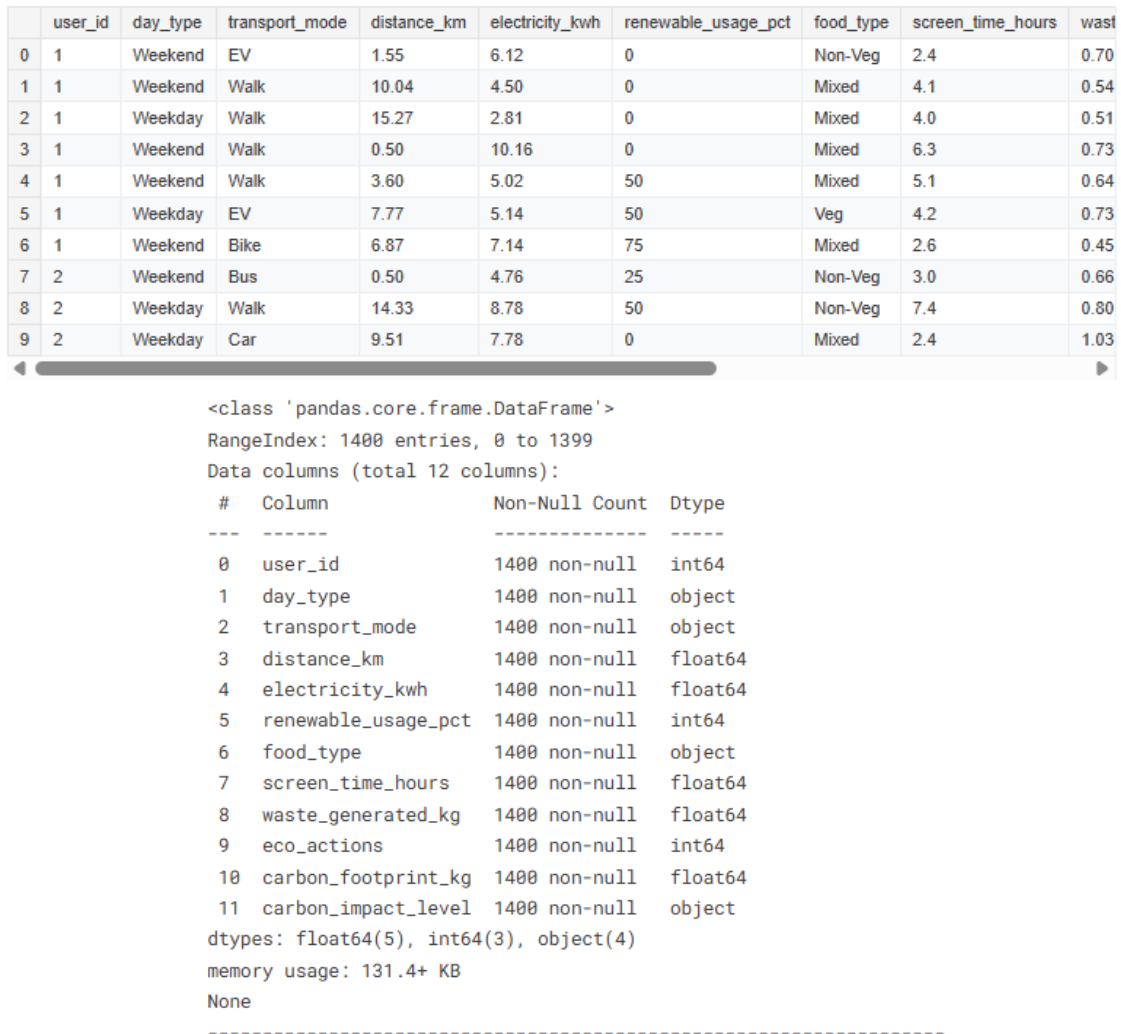 user_id day_type transport_mode distance_km electricity_kwh renewable_usage_pct food_type screen_time_hours wast
0 1 Weekend EV 1.55 6.12 0 Non-Veg 2.4 0.70
1 1 Weekend Walk 10.04 4.50 0 Mixed 4.1 0.54
2 1 Weekday Walk 15.27 2.81 0 Mixed 4.0 0.51
3 1 Weekend Walk 0.50 10.16 0 Mixed 6.3 0.73
4 1 Weekend Walk 3.60 5.02 50 Mixed 5.1 0.64
5 1 Weekday EV 7.77 5.14 50 Veg 4.2 0.73
6 1 Weekend Bike 6.87 7.14 75 Mixed 2.6 0.45
7 2 Weekend Bus 0.50 4.76 25 Non-Veg 3.0 0.66
8 2 Weekday Walk 14.33 8.78 50 Non-Veg 7.4 0.80
9 2 Weekday Car 9.51 7.78 0 Mixed 2.4 1.03
<class 'pandas.core.frame.DataFrame'>
RangeIndex: 1400 entries, 0 to 1399
Data columns (total 12 columns):
# Column Non-Null Count Dtype
--- ------ -------------- -----
0 user_id 1400 non-null int64
1 day_type 1400 non-null object
2 transport_mode 1400 non-null object
3 distance_km 1400 non-null float64
4 electricity_kwh 1400 non-null float64
5 renewable_usage_pct 1400 non-null int64
6 food_type 1400 non-null object
7 screen_time_hours 1400 non-null float64
8 waste_generated_kg 1400 non-null float64
9 eco_actions 1400 non-null int64
10 carbon_footprint_kg 1400 non-null float64
11 carbon_impact_level 1400 non-null object
dtypes: float64(5), int64(3), object(4)
memory usage: 131.4+ KB
None
-------------------------------------------------------------------